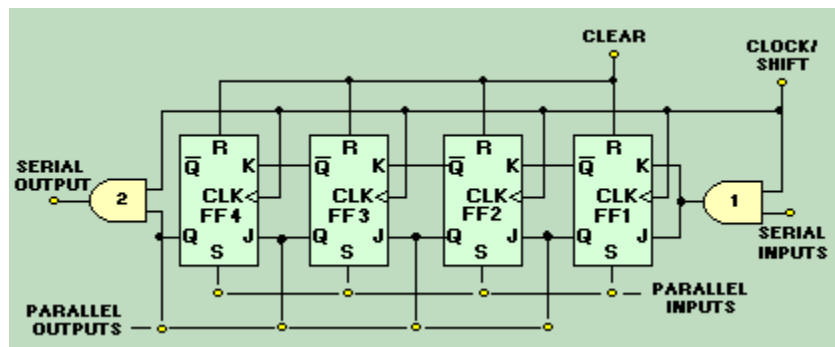 CLEAR
CLOCK/
SHIFT
R R R R
Q̅ K Q̅ K Q̅ K Q̅ K
SERIAL
OUTPUT
2
CLK CLK CLK CLK
FF4 FF3 FF2 FF1
1
Q J Q J Q J Q J
SERIAL
INPUTS
S S S S
PARALLEL
INPUTS
PARALLEL
OUTPUTS